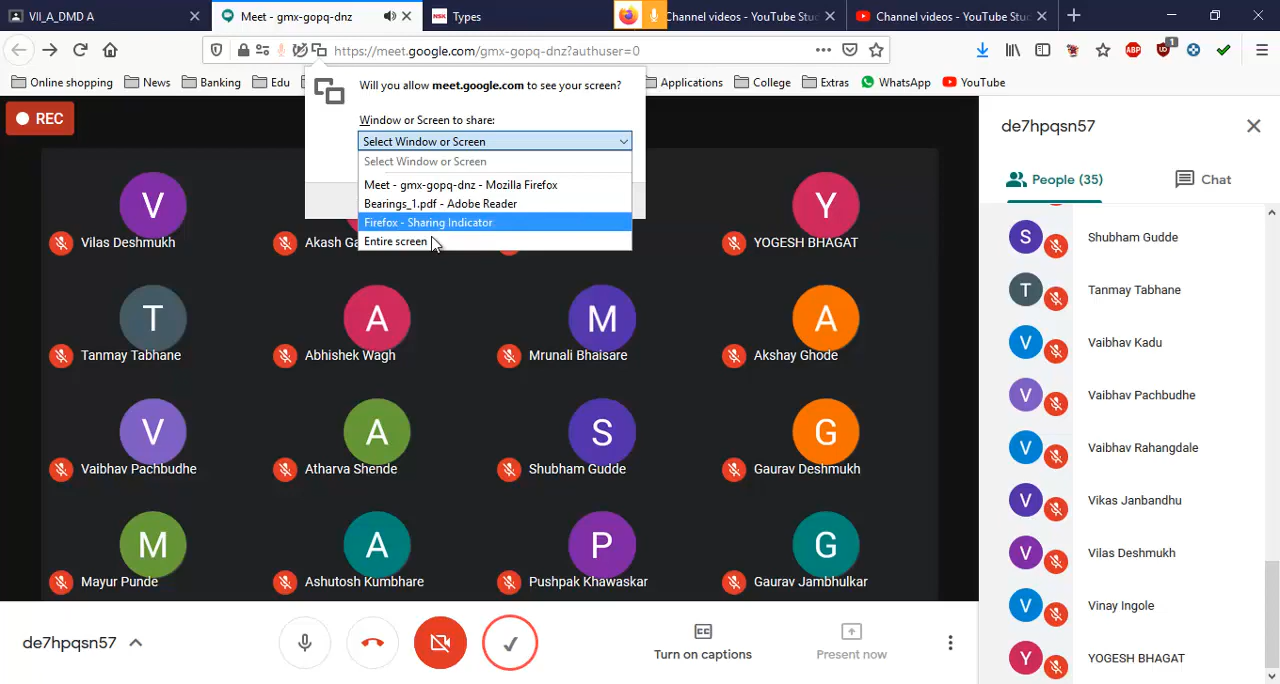 VII_A_DMD A
Meet - gmx-gopq-dnz
NSK Types
Channel videos - YouTube Stu
Channel videos - YouTube Stu
https://meet.google.com/gmx-gopq-dnz?authuser=0
ABP
1
Online shopping
News
Banking
Edu
Applications
College
Extras
WhatsApp
YouTube
Will you allow meet.google.com to see your screen?
Window or Screen to share:
Select Window or Screen
Select Window or Screen
Meet - gmx-gopq-dnz - Mozilla Firefox
Bearings_1.pdf - Adobe Reader
Firefox - Sharing Indicator
Entire screen
REC
V
Vilas Deshmukh
Akash Ga
Y
YOGESH BHAGAT
T
Tanmay Tabhane
A
Abhishek Wagh
M
Mrunali Bhaisare
A
Akshay Ghode
V
Vaibhav Pachbudhe
A
Atharva Shende
S
Shubham Gudde
G
Gaurav Deshmukh
M
Mayur Punde
A
Ashutosh Kumbhare
P
Pushpak Khawaskar
G
Gaurav Jambhulkar
de7hpqsn57
People (35)
Chat
S
Shubham Gudde
T
Tanmay Tabhane
V
Vaibhav Kadu
V
Vaibhav Pachbudhe
V
Vaibhav Rahangdale
V
Vikas Janbandhu
V
Vilas Deshmukh
V
Vinay Ingole
Y
YOGESH BHAGAT
de7hpqsn57
Turn on captions
Present now